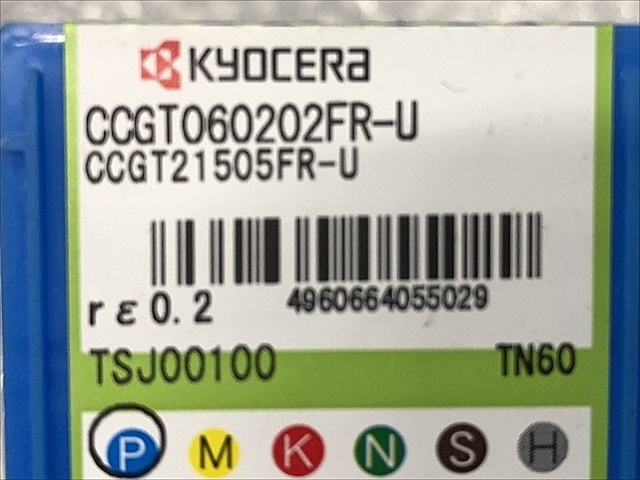 KYOCERA
CCGT060202FR-U
CCGT21505FR-U
rε0.2 4960664055029
TSJ00100 TN60
P M K N S H